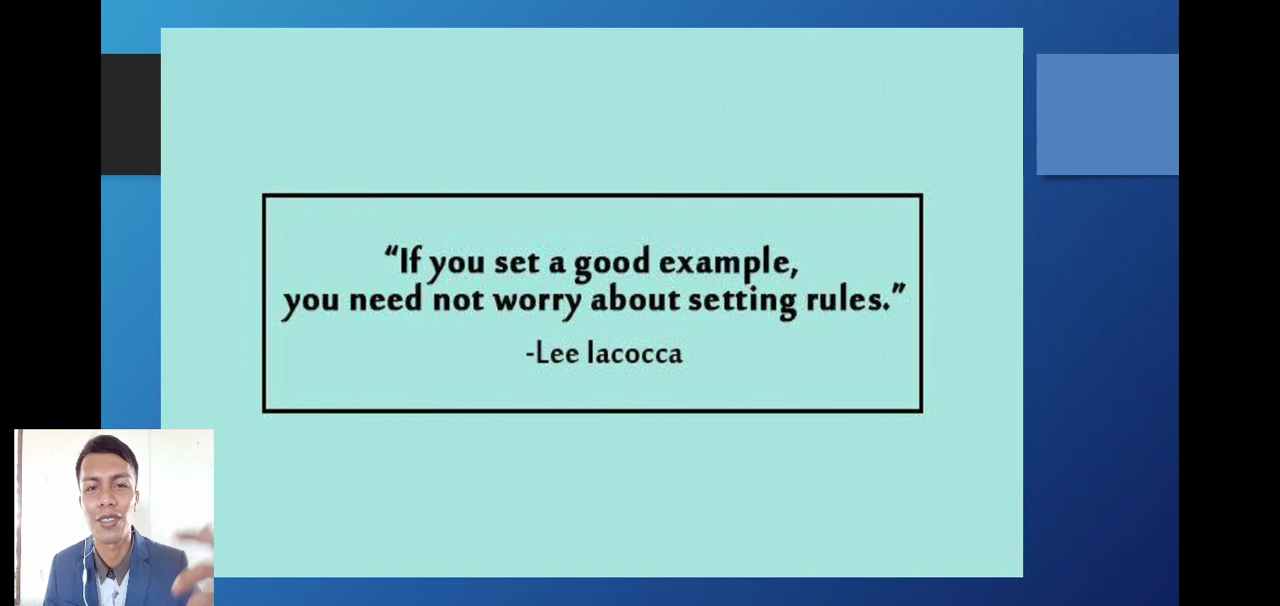 “If you set a good example,
you need not worry about setting rules.”
-Lee Iacocca